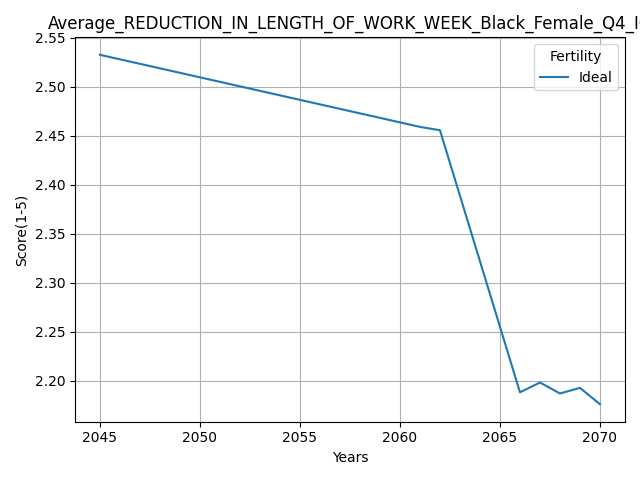 Average_REDUCTION_IN_LENGTH_OF_WORK_WEEK_Black_Female_Q4_I
Fertility
Ideal
Score(1-5)
2.55
2.50
2.45
2.40
2.35
2.30
2.25
2.20
2045 2050 2055 2060 2065 2070
Years